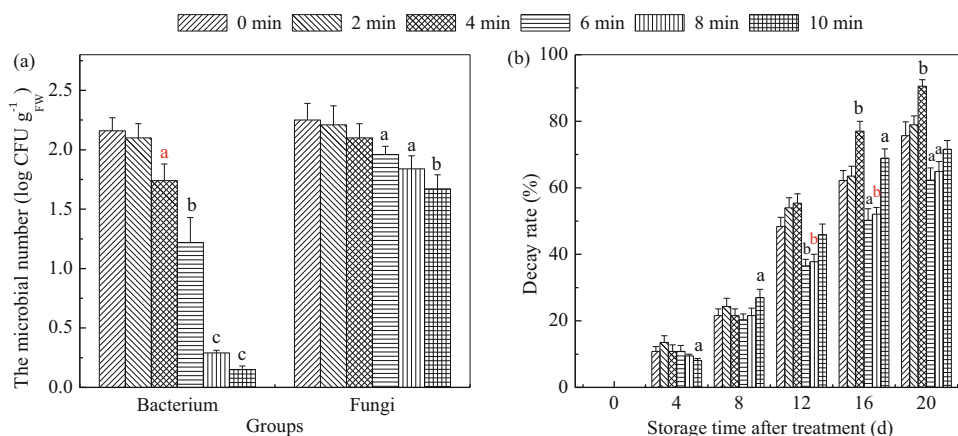 0 min 2 min 4 min 6 min 8 min 10 min
(a)
The microbial number (log CFU g⁻¹ FW)
2.5
2.0
1.5
1.0
0.5
0.0
a
b
c c
a a
b
Bacterium Fungi
Groups
(b)
Decay rate (%)
100
80
60
40
20
0
a
a
b b
b
a b
a
b
a a
0 4 8 12 16 20
Storage time after treatment (d)